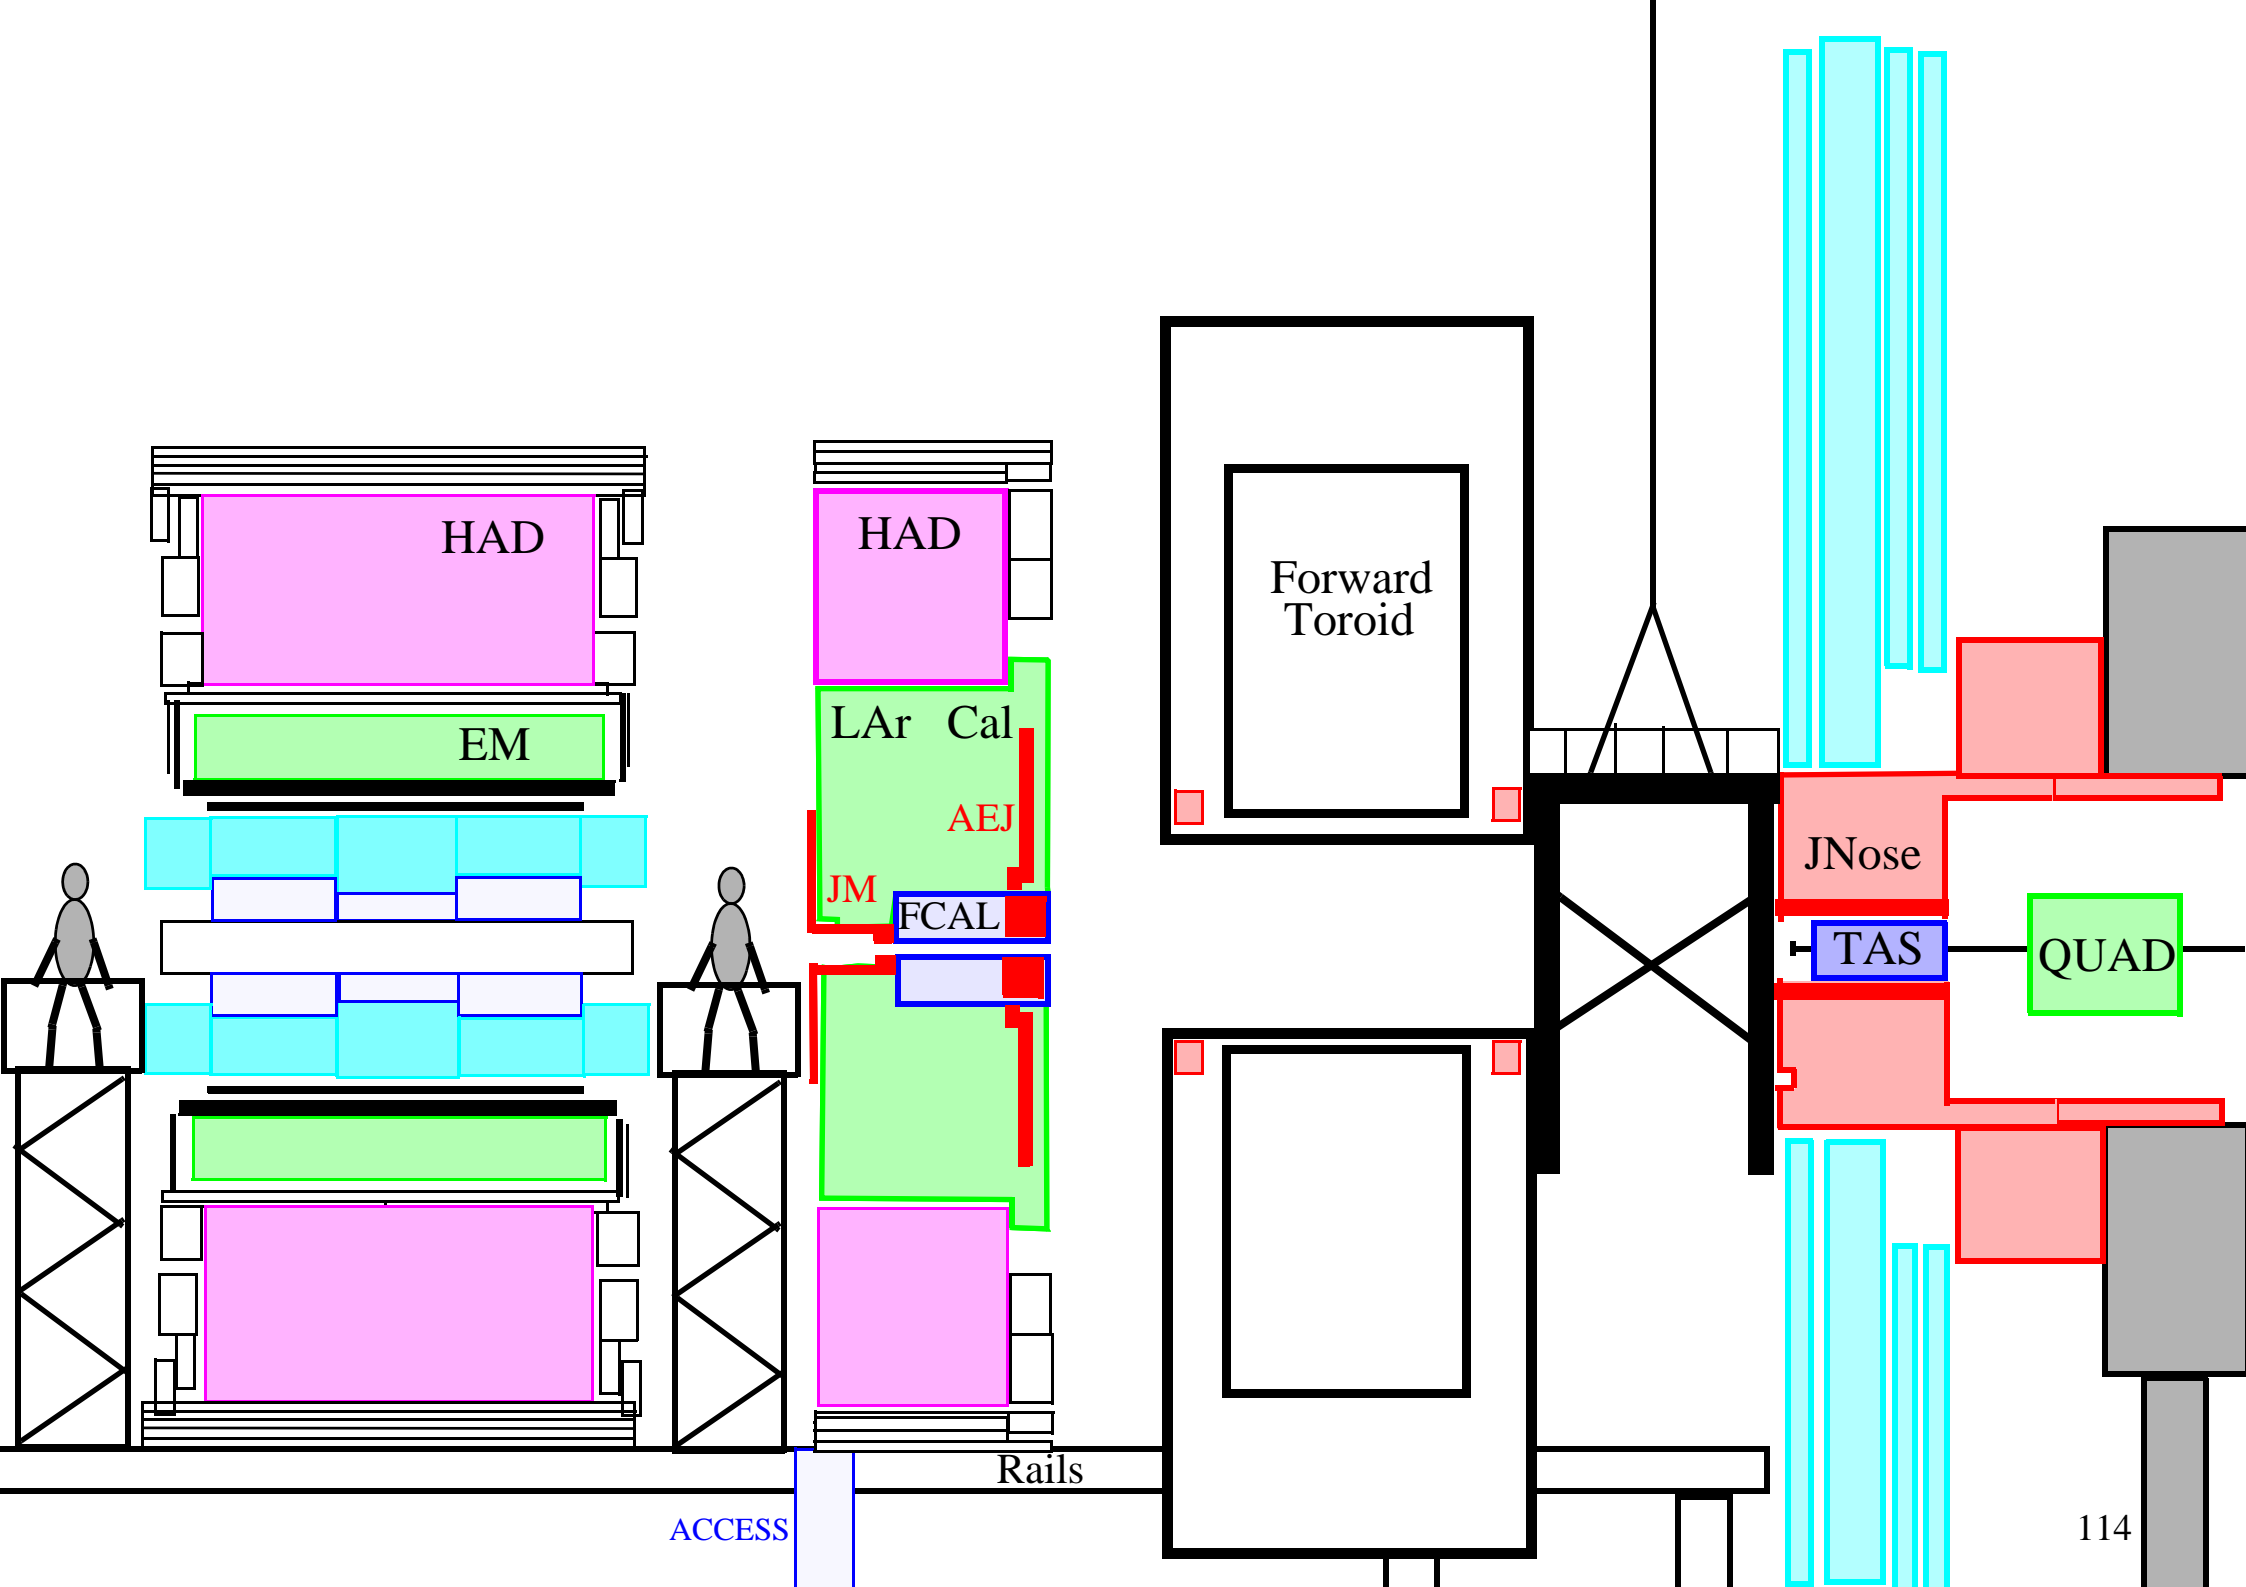 HAD
HAD
Forward
Toroid
LAr Cal
EM
AEJ
JNose
JM
FCAL
TAS
QUAD
Rails
ACCESS
114